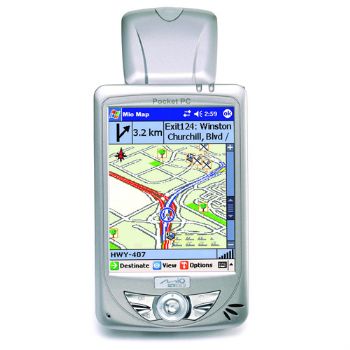 Pocket PC
Mio Map 2:59 ok
3.2 km
Exit124: Winston
Churchill, Blvd /
HWY-407
Destinate View Options
Mio